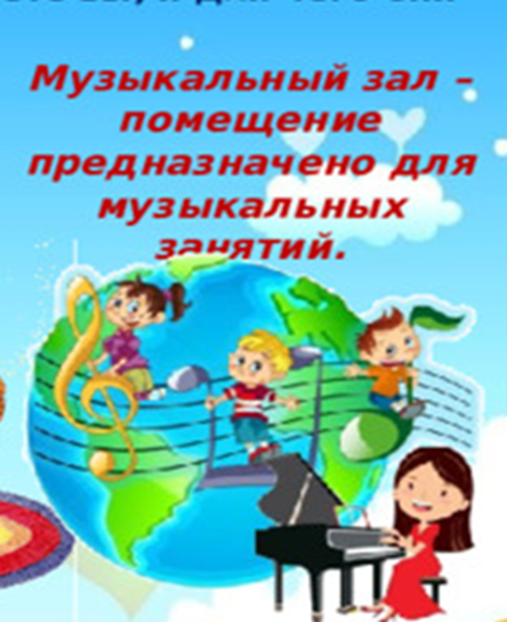 Музыкальный зал –
помещение
предназначено для
музыкальных
занятий.